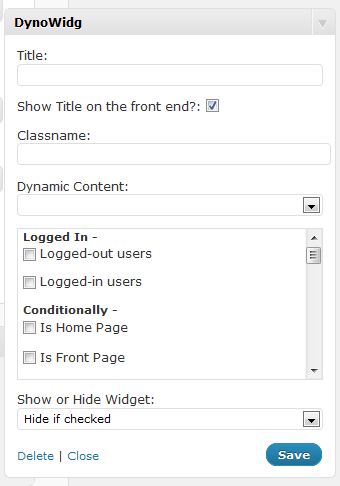 DynoWidg
Title:
Show Title on the front end?:
Classname:
Dynamic Content:
Logged In -
Logged-out users
Logged-in users
Conditionally -
Is Home Page
Is Front Page
Show or Hide Widget:
Hide if checked
Delete | Close
Save